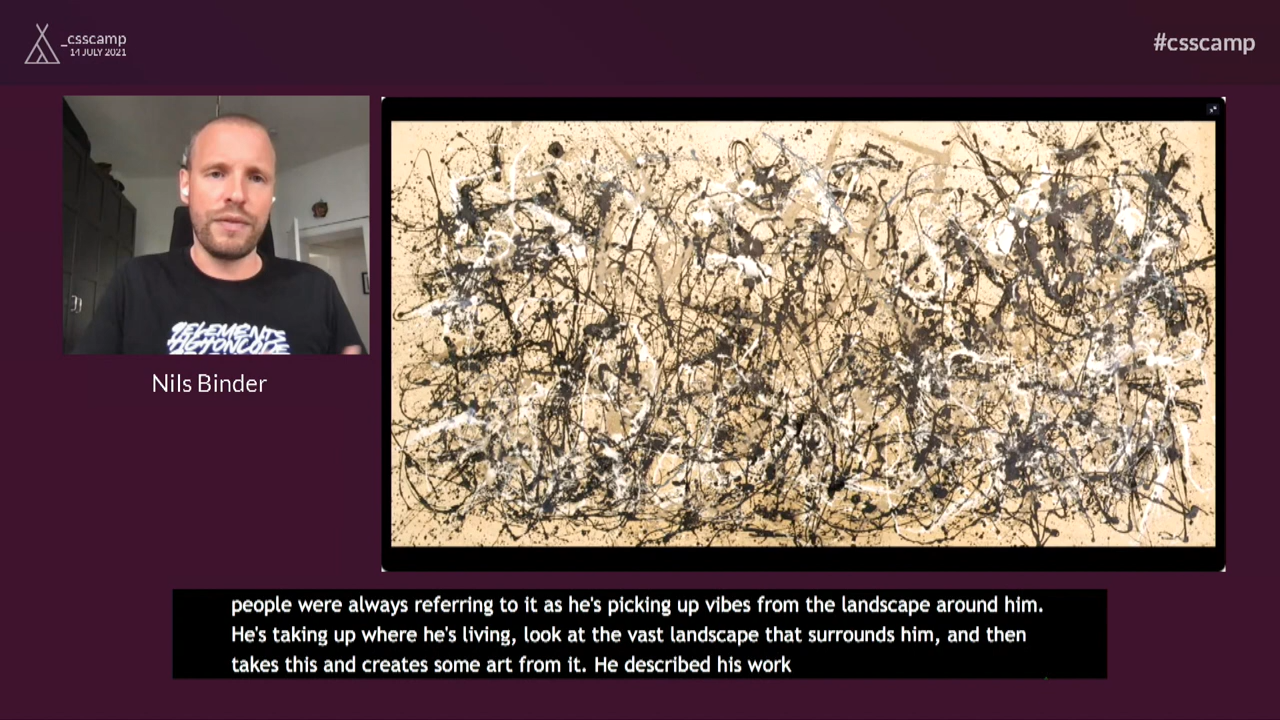 _csscamp
14 JULY 2021
#csscamp
9ELEMENTS
Nils Binder
people were always referring to it as he's picking up vibes from the landscape around him.
He's taking up where he's living, look at the vast landscape that surrounds him, and then
takes this and creates some art from it. He described his work